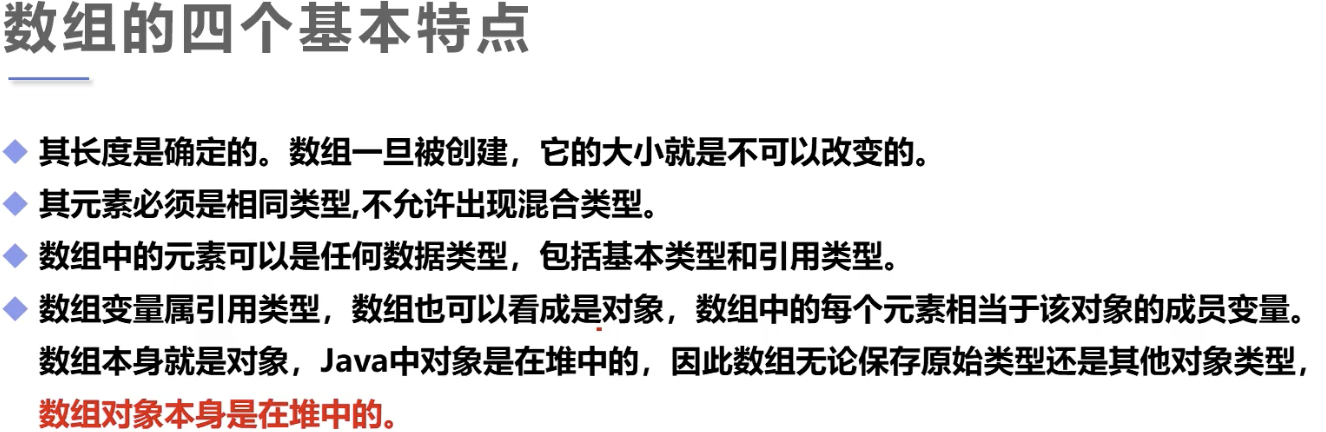 数组的四个基本特点
其长度是确定的。数组一旦被创建，它的大小就是不可以改变的。
其元素必须是相同类型,不允许出现混合类型。
数组中的元素可以是任何数据类型，包括基本类型和引用类型。
数组变量属引用类型，数组也可以看成是对象，数组中的每个元素相当于该对象的成员变量。
数组本身就是对象，Java中对象是在堆中的，因此数组无论保存原始类型还是其他对象类型，
数组对象本身是在堆中的。